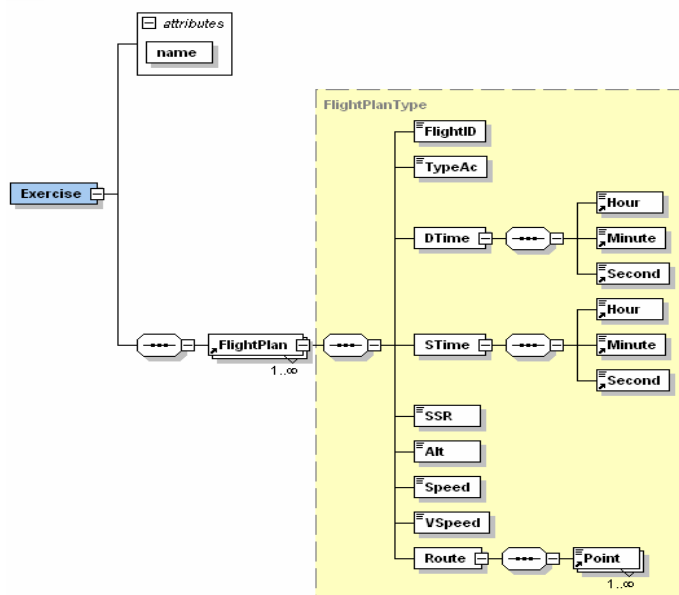 attributes
name
Exercise
FlightPlan
1..∞
FlightPlanType
FlightID
TypeAc
DTime
Hour
Minute
Second
STime
Hour
Minute
Second
SSR
Alt
Speed
VSpeed
Route
Point
1..∞